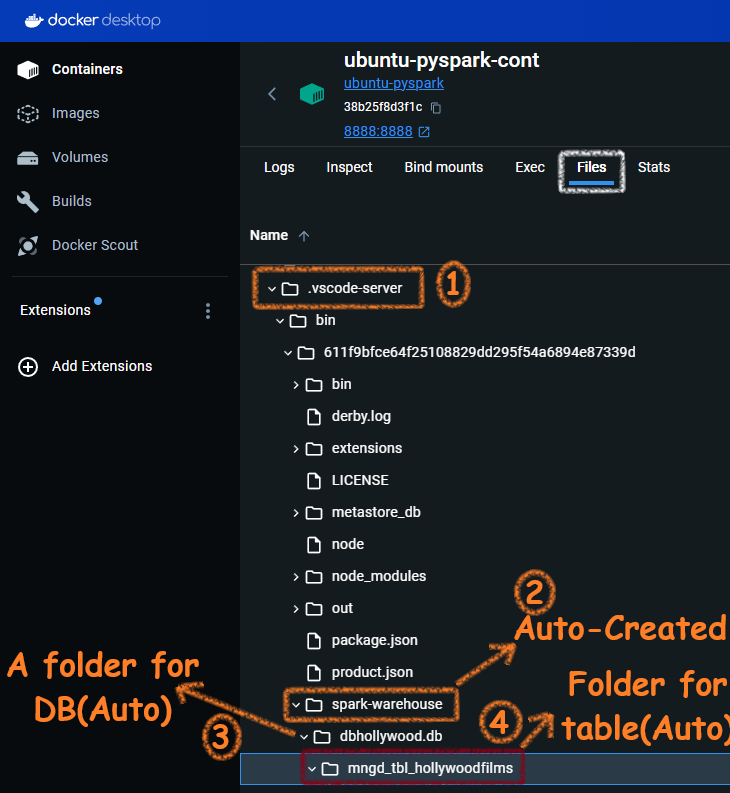 docker desktop
Containers
Images
Volumes
Builds
Docker Scout
Extensions
Add Extensions
ubuntu-pyspark-cont
ubuntu-pyspark
38b25f8d3f1c
8888:8888
Logs Inspect Bind mounts Exec Files Stats
Name
.vscode-server 1
bin
611f9bfce64f25108829dd295f54a6894e87339d
bin
derby.log
extensions
LICENSE
metastore_db
node
node_modules
out
package.json
product.json
spark-warehouse
dbhollywood.db
mngd_tbl_hollywoodfilms
2
Auto-Created
A folder for
DB(Auto)
3
4
Folder for
table(Auto)